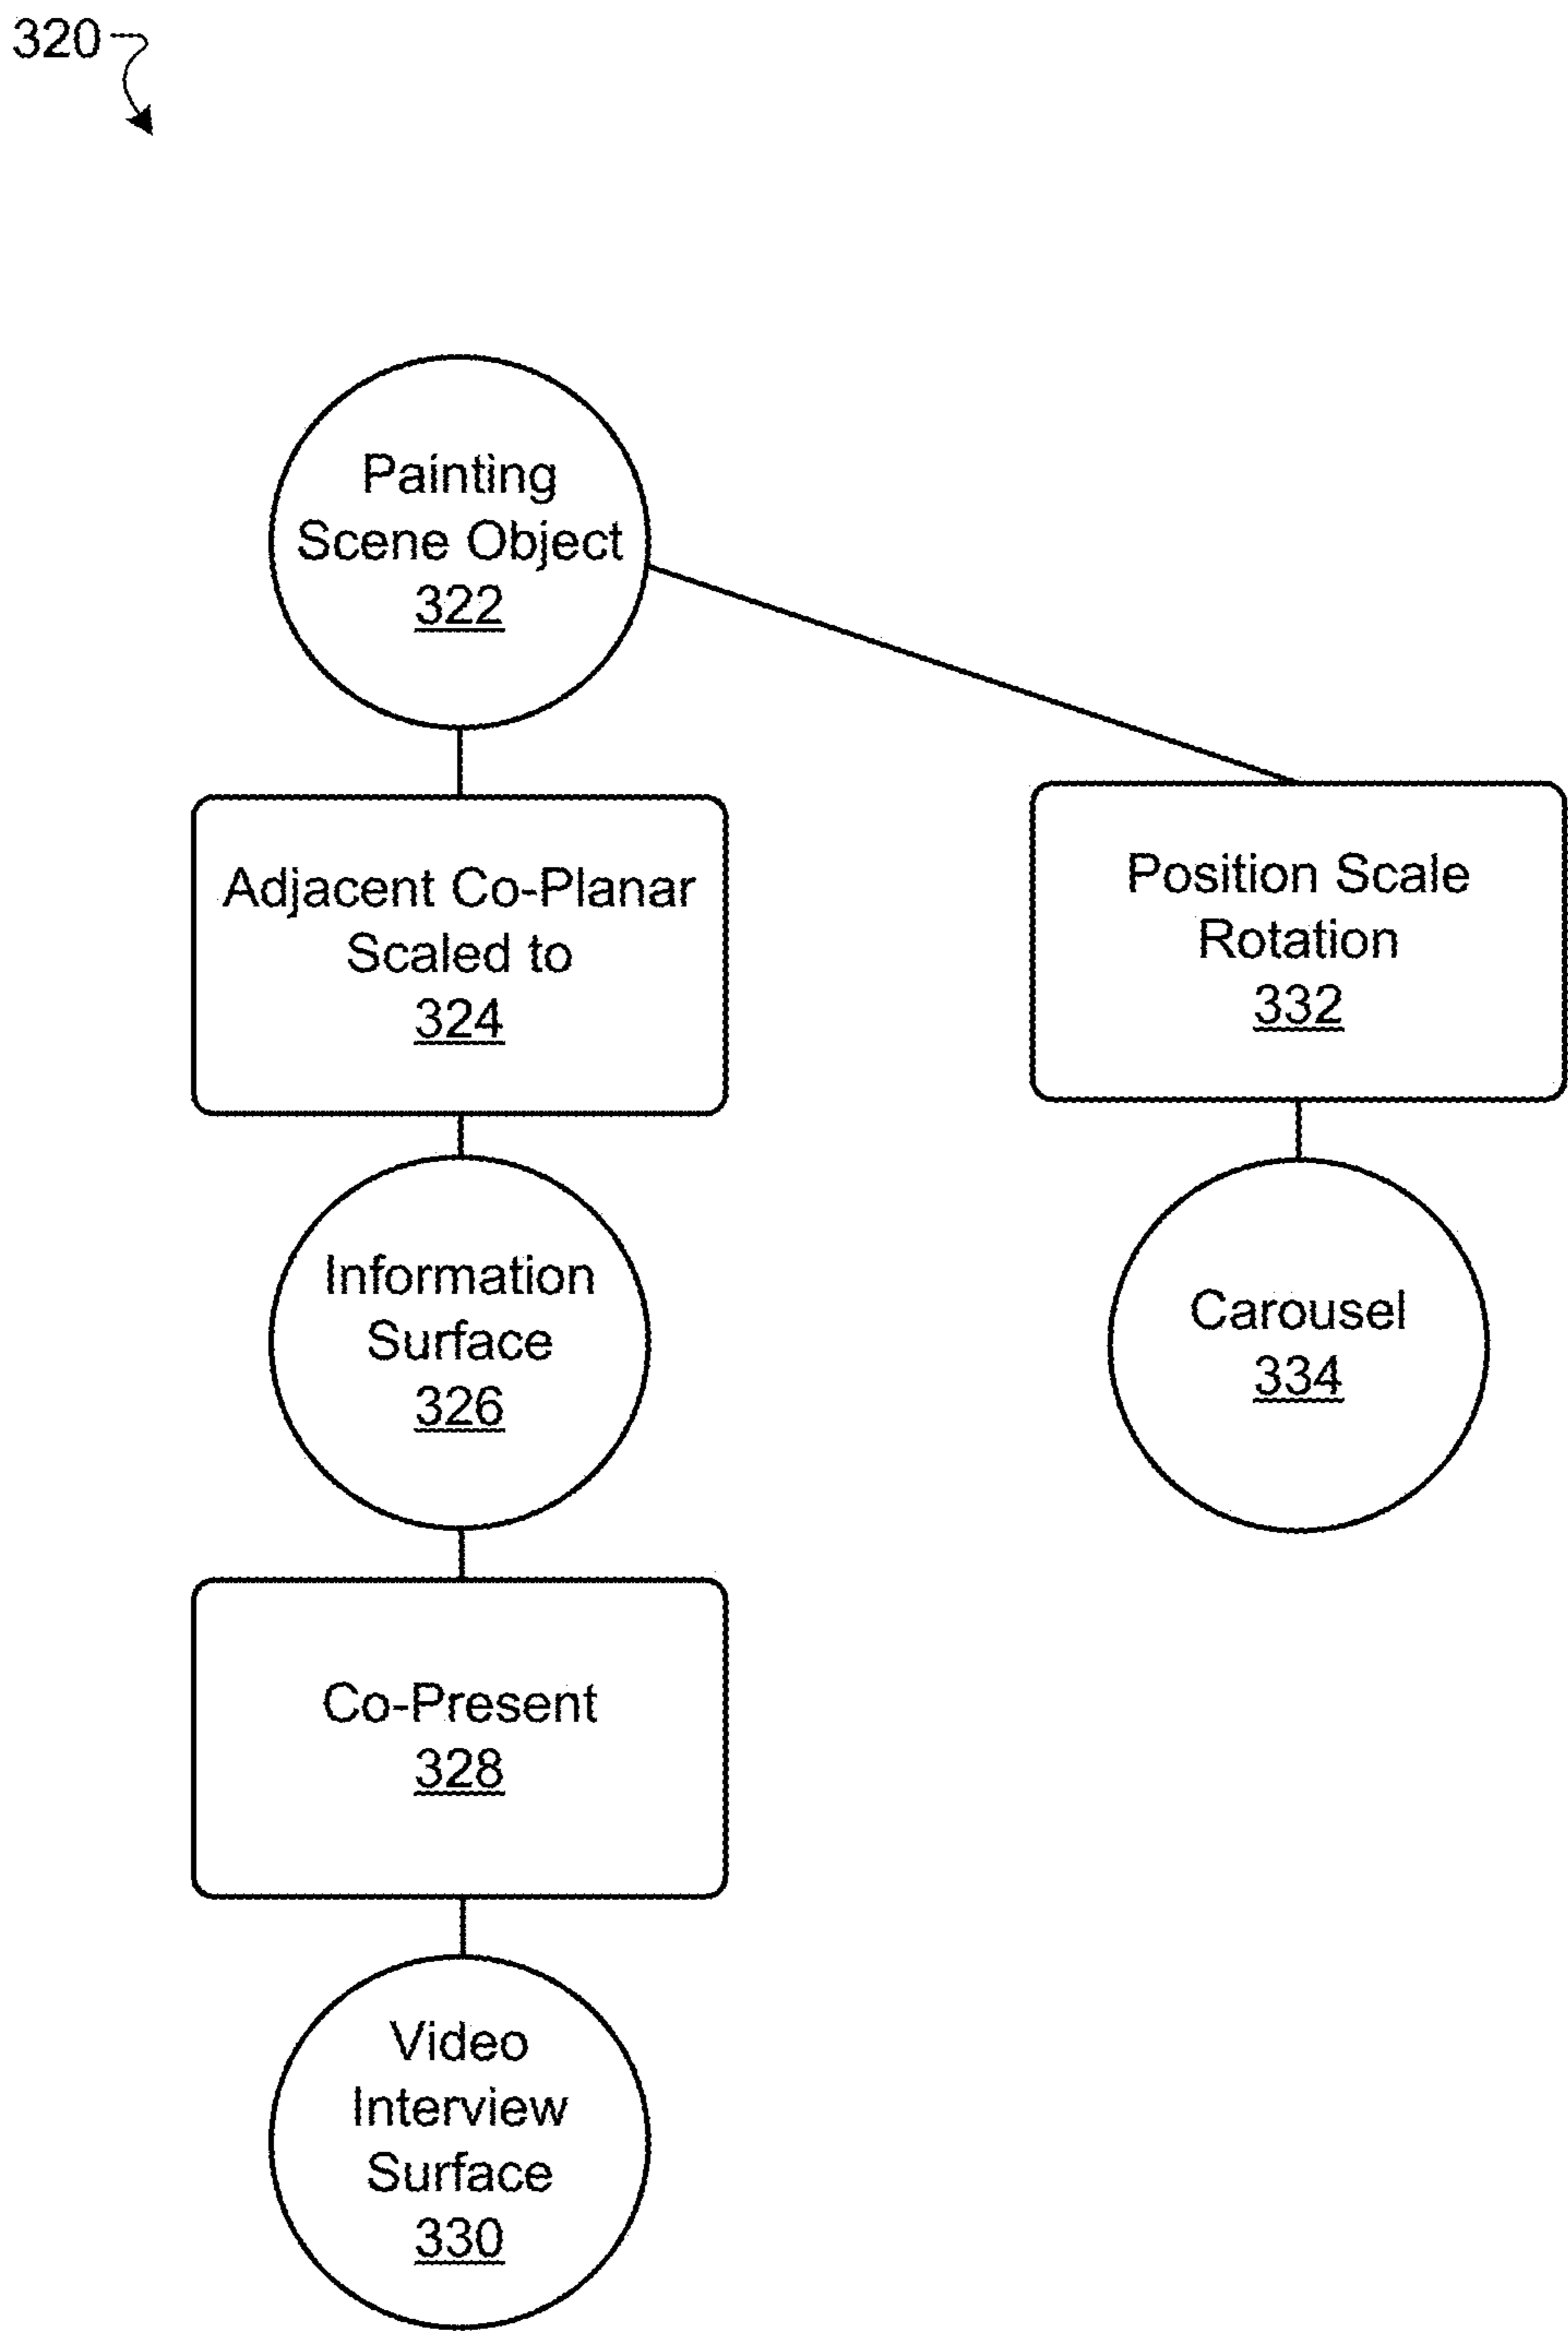 320
Painting
Scene Object
322
Adjacent Co-Planar
Scaled to
324
Position Scale
Rotation
332
Information
Surface
326
Carousel
334
Co-Present
328
Video
Interview
Surface
330